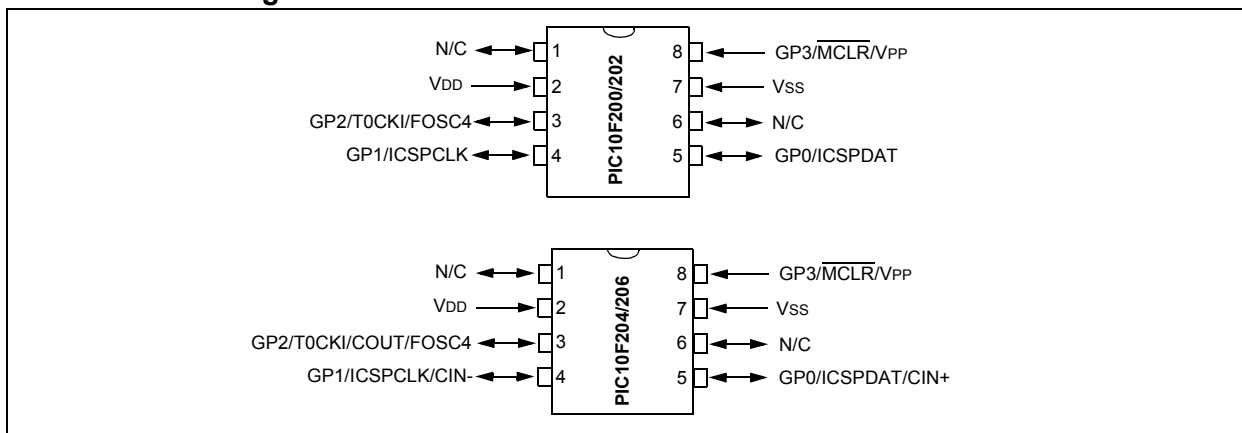 N/C 1 8 GP3/MCLR/VPP
VDD 2 7 VSS
GP2/T0CKI/FOSC4 3 6 N/C
GP1/ICSPCLK 4 5 GP0/ICSPDAT
PIC10F200/202
N/C 1 8 GP3/MCLR/VPP
VDD 2 7 VSS
GP2/T0CKI/COUT/FOSC4 3 6 N/C
GP1/ICSPCLK/CIN- 4 5 GP0/ICSPDAT/CIN+
PIC10F204/206